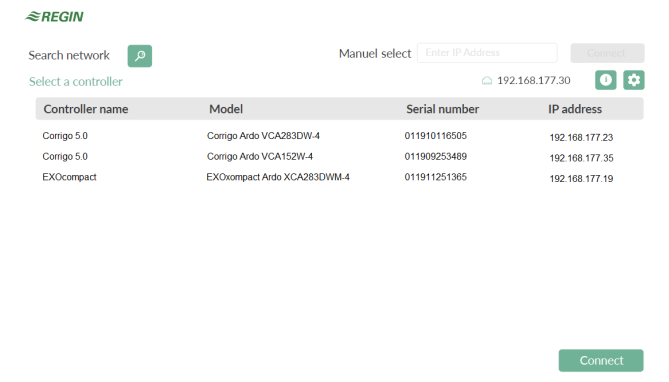 REGIN
Search network
Manuel select Enter IP Address Connect
Select a controller
192.168.177.30
Controller name Model Serial number IP address
Corrigo 5.0 Corrigo Ardo VCA283DW-4 011910116505 192.168.177.23
Corrigo 5.0 Corrigo Ardo VCA152W-4 011909253489 192.168.177.35
EXOcompact EXOxompact Ardo XCA283DWM-4 011911251365 192.168.177.19
Connect